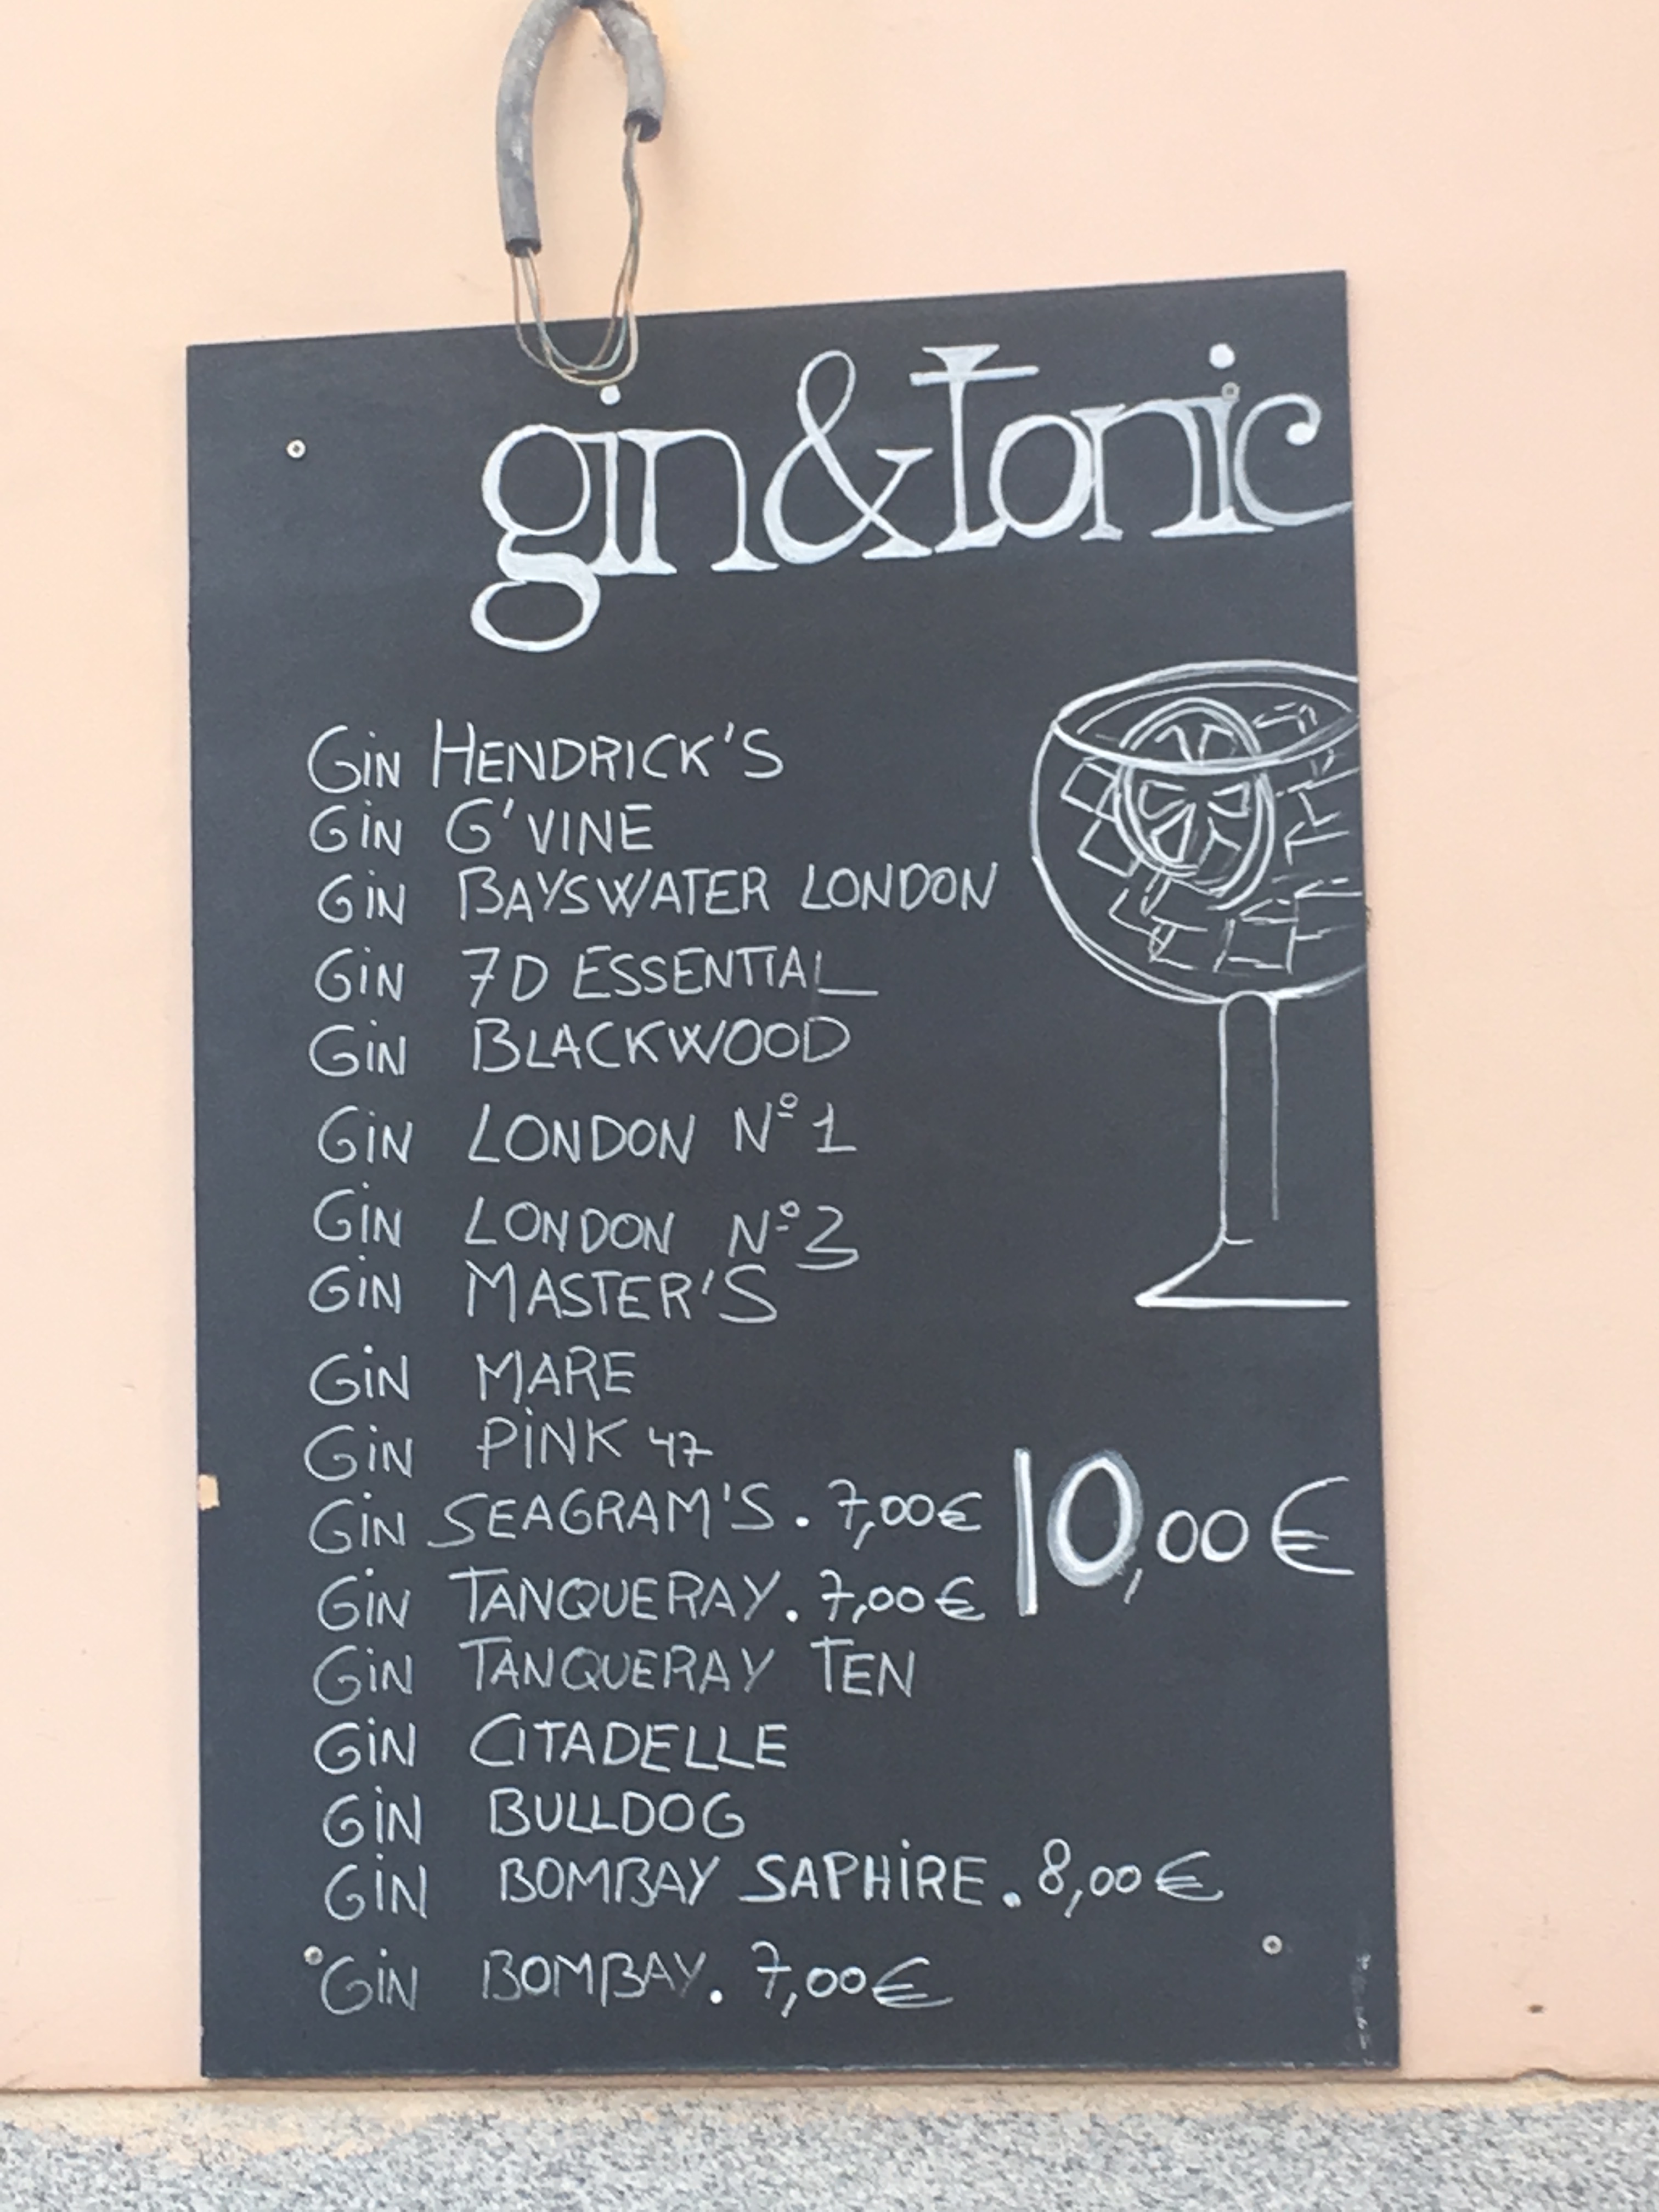 gin&tonic
GiN HENDRICK'S
GiN G'VINE
GiN BAYSWATER LONDON
GiN 7D ESSENTIAL
GiN BLACKWOOD
GiN LONDON Nº 1
GiN LONDON Nº 3
GiN MASTER'S
GiN MARE
GiN PiNK 47
GiN SEAGRAM'S. 7,00€
10,00€
GiN TANQUERAY. 7,00€
GiN TANQUERAY TEN
GiN CITADELLE
GiN BULLDOG
GiN BOMBAY SAPHiRE. 8,00€
GiN BOMBAY. 7,00€